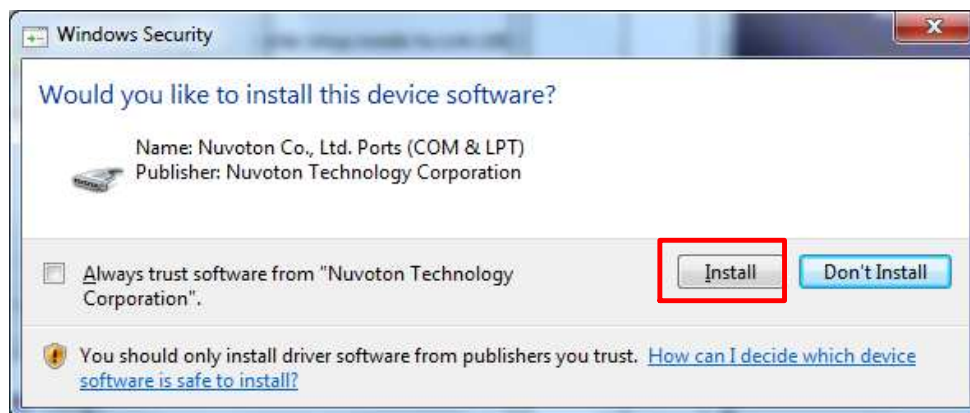 Windows Security
Would you like to install this device software?
Name: Nuvoton Co., Ltd. Ports (COM & LPT)
Publisher: Nuvoton Technology Corporation
Always trust software from "Nuvoton Technology
Corporation".
Install
Don't Install
You should only install driver software from publishers you trust. How can I decide which device
software is safe to install?